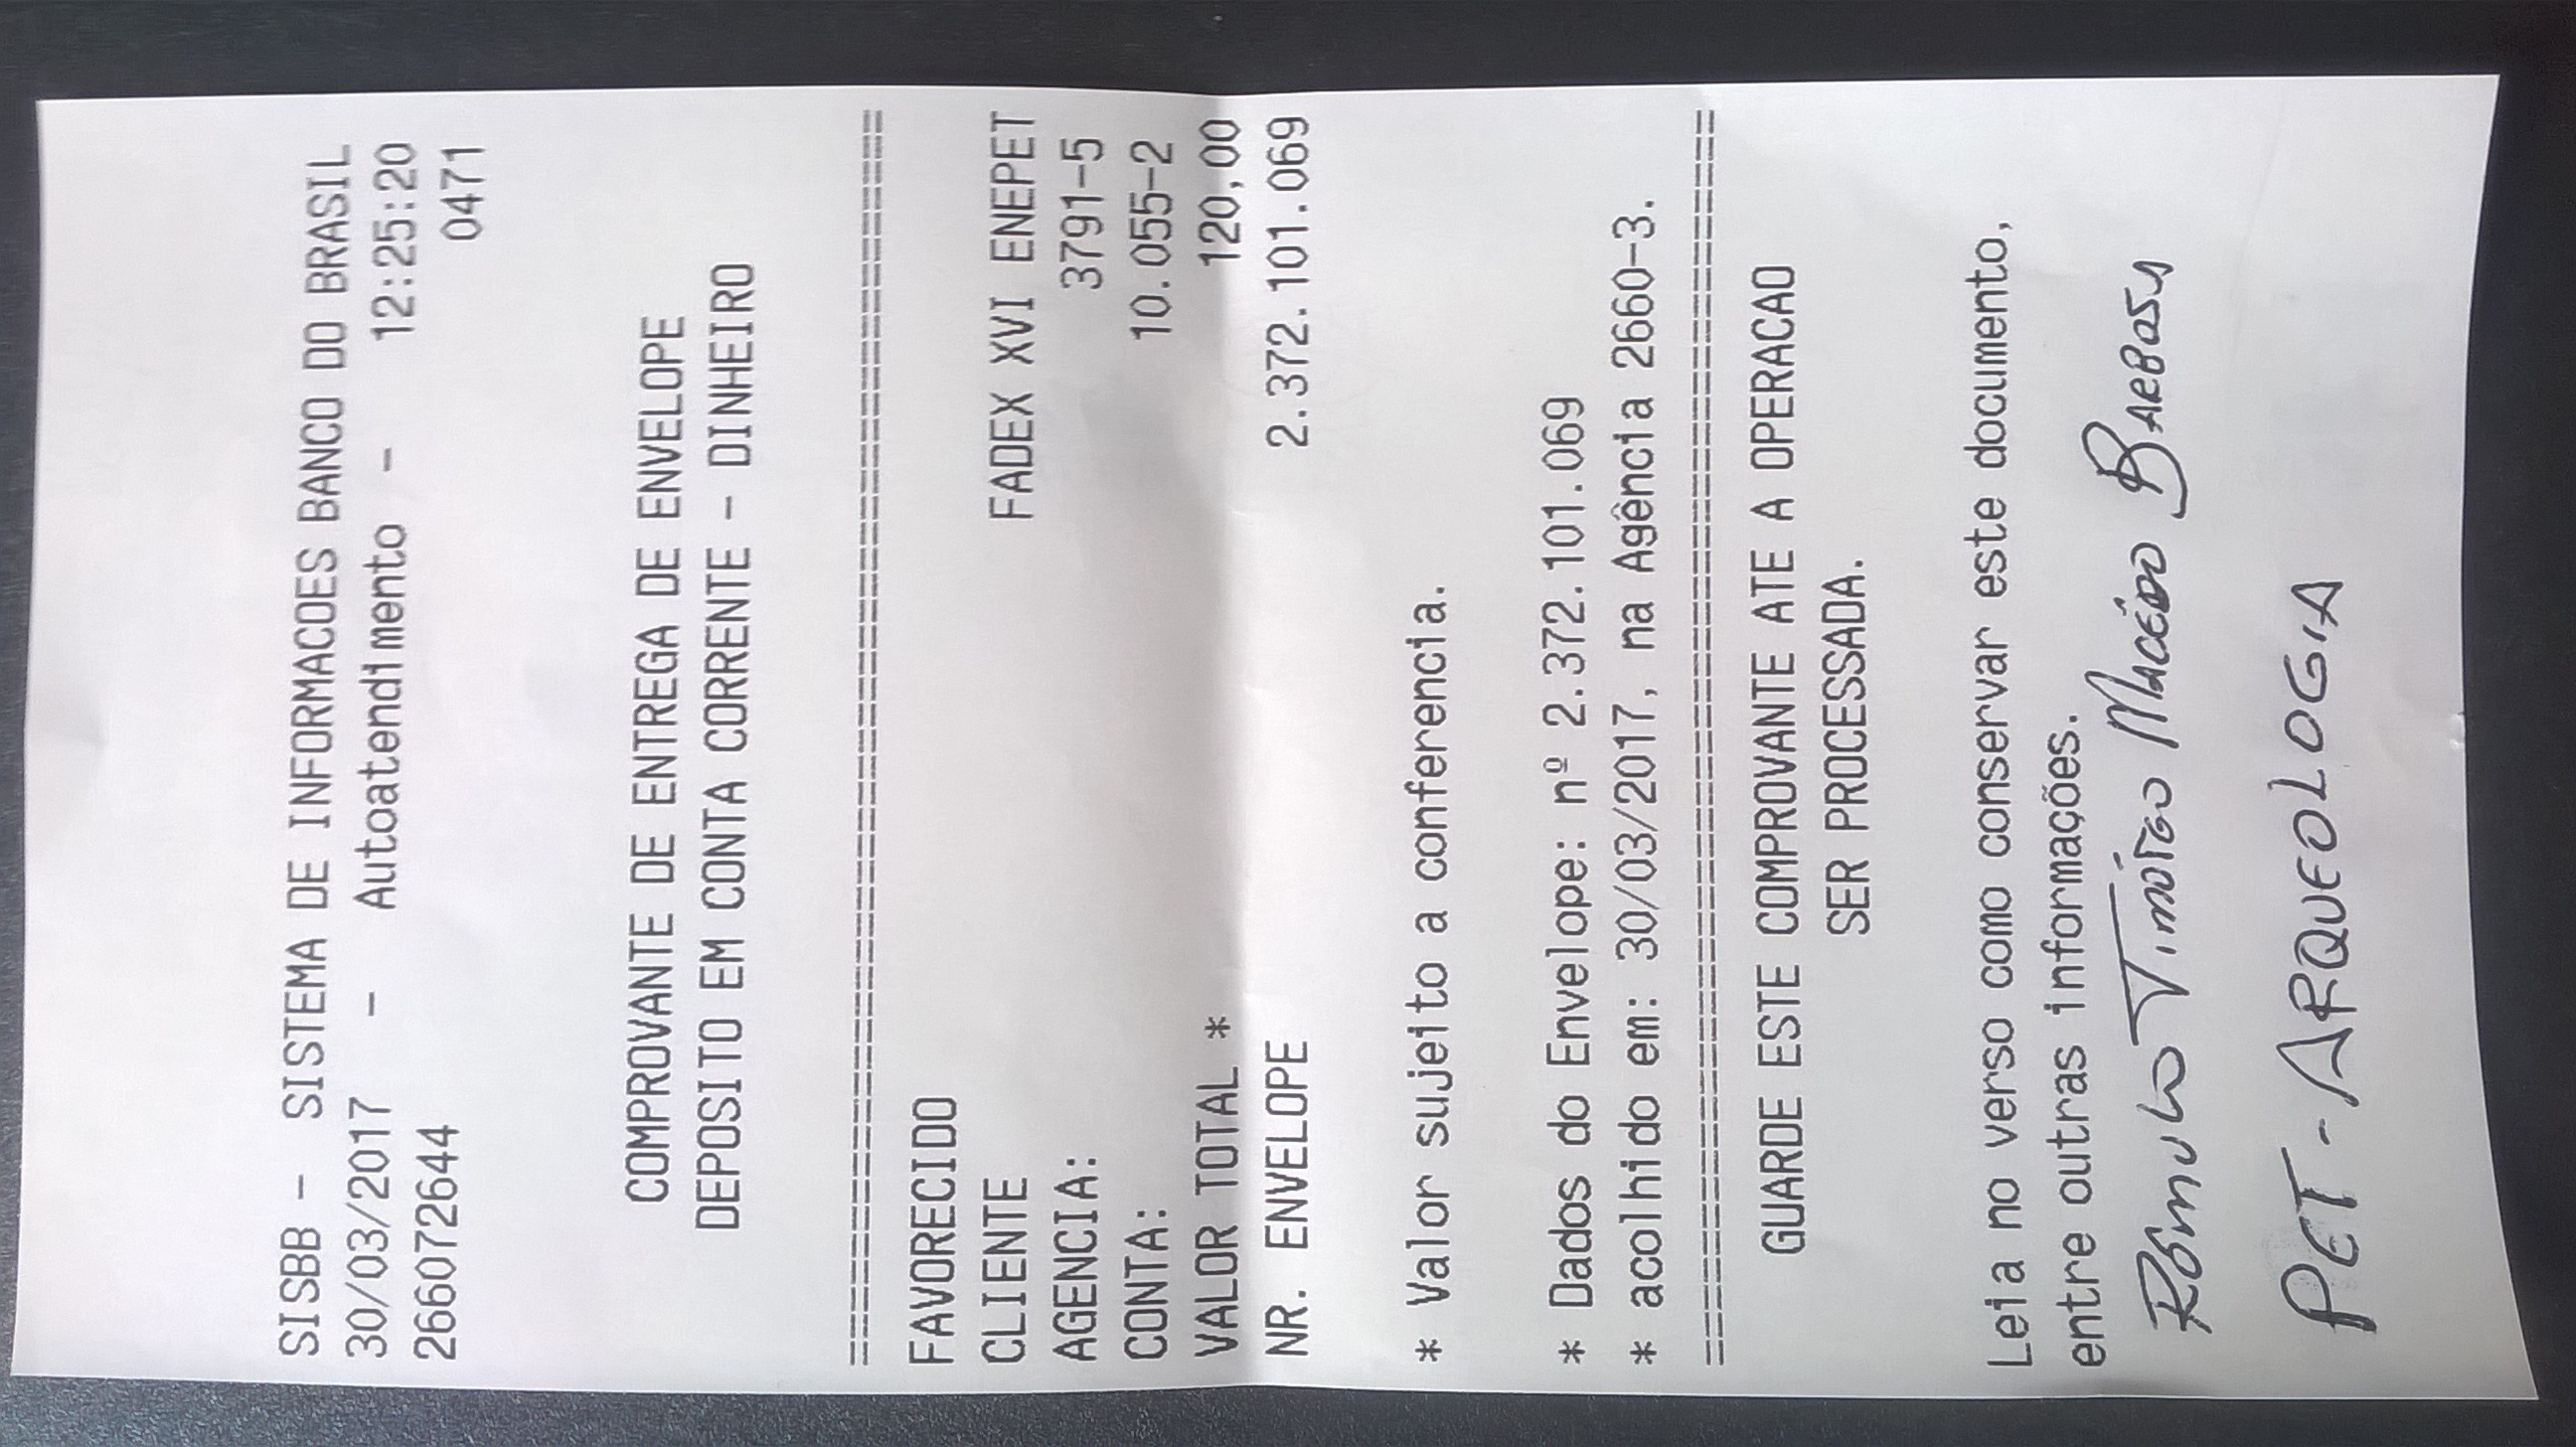 SISBB - SISTEMA DE INFORMACOES BANCO DO BRASIL
30/03/2017 - Autoatendimento - 12:25:20
266072644 0471
COMPROVANTE DE ENTREGA DE ENVELOPE
DEPOSITO EM CONTA CORRENTE - DINHEIRO
================================================
FAVORECIDO
CLIENTE FADEX XVI ENEPET
AGENCIA: 3791-5
CONTA: 10.055-2
VALOR TOTAL * 120,00
NR. ENVELOPE 2.372.101.069
* Valor sujeito a conferencia.
* Dados do Envelope: nº 2.372.101.069
* acolhido em: 30/03/2017, na Agência 2660-3.
================================================
GUARDE ESTE COMPROVANTE ATE A OPERACAO
SER PROCESSADA.
Leia no verso como conservar este documento,
entre outras informações.
Rômulo Timóteo Macêdo Barbosa
PET - ARQUEOLOGIA